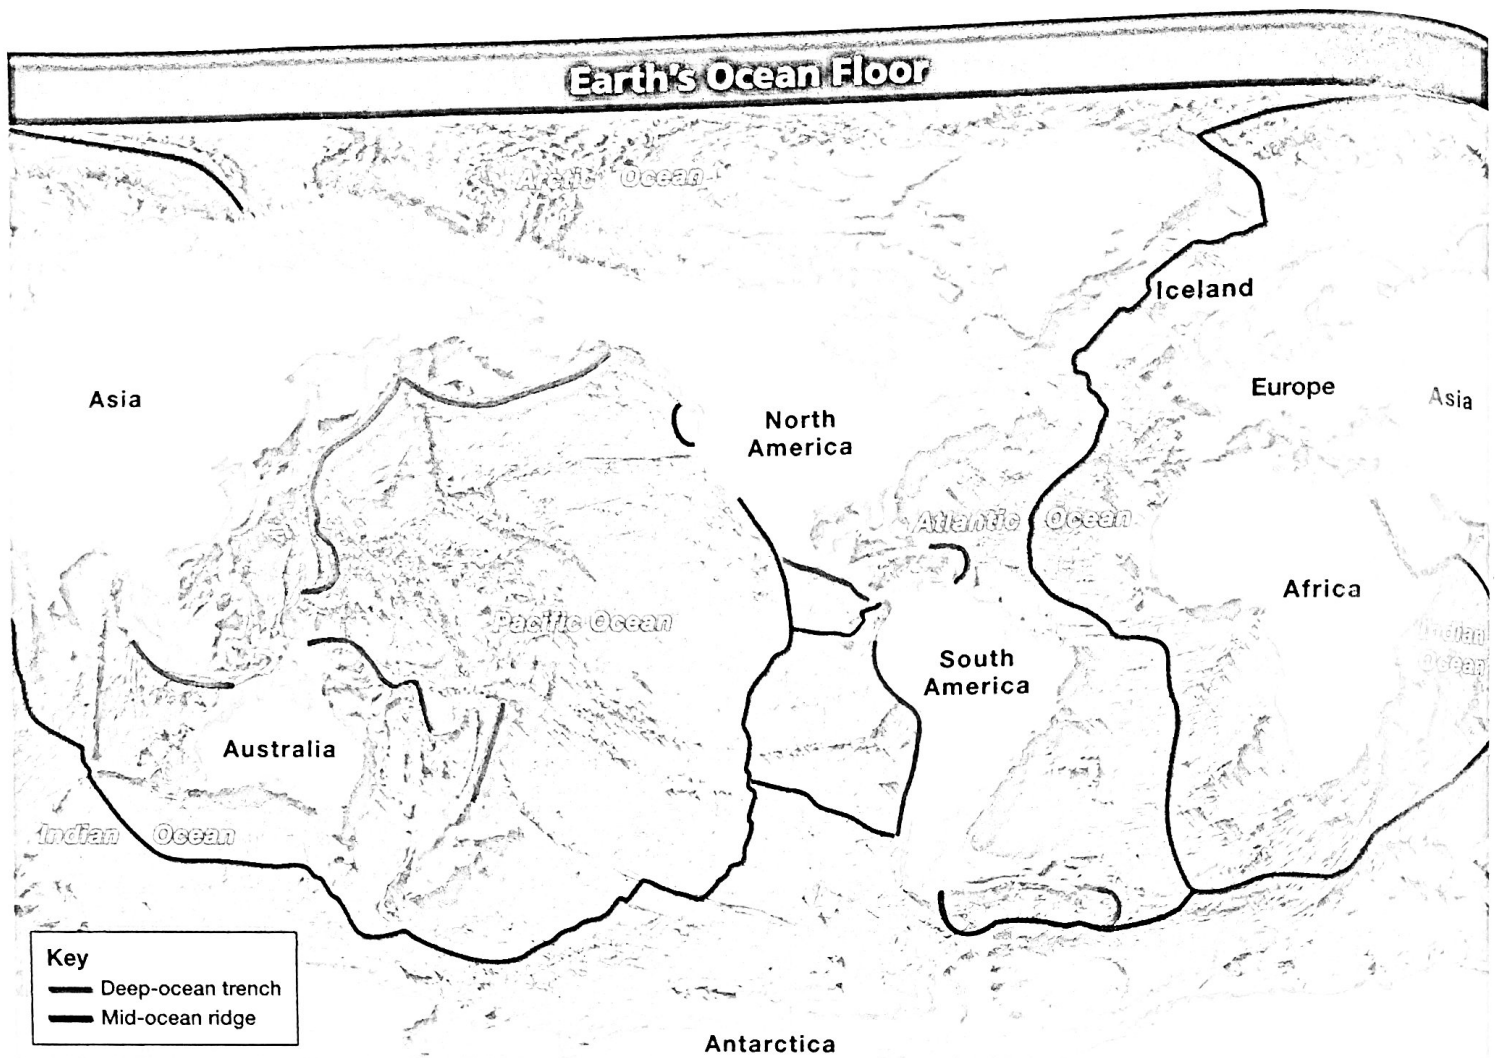 Earth's Ocean Floor
Arctic Ocean
Iceland
Asia
North
America
Europe
Asia
Atlantic Ocean
Africa
Pacific Ocean
Indian
Ocean
South
America
Australia
Indian Ocean
Key
Deep-ocean trench
Mid-ocean ridge
Antarctica